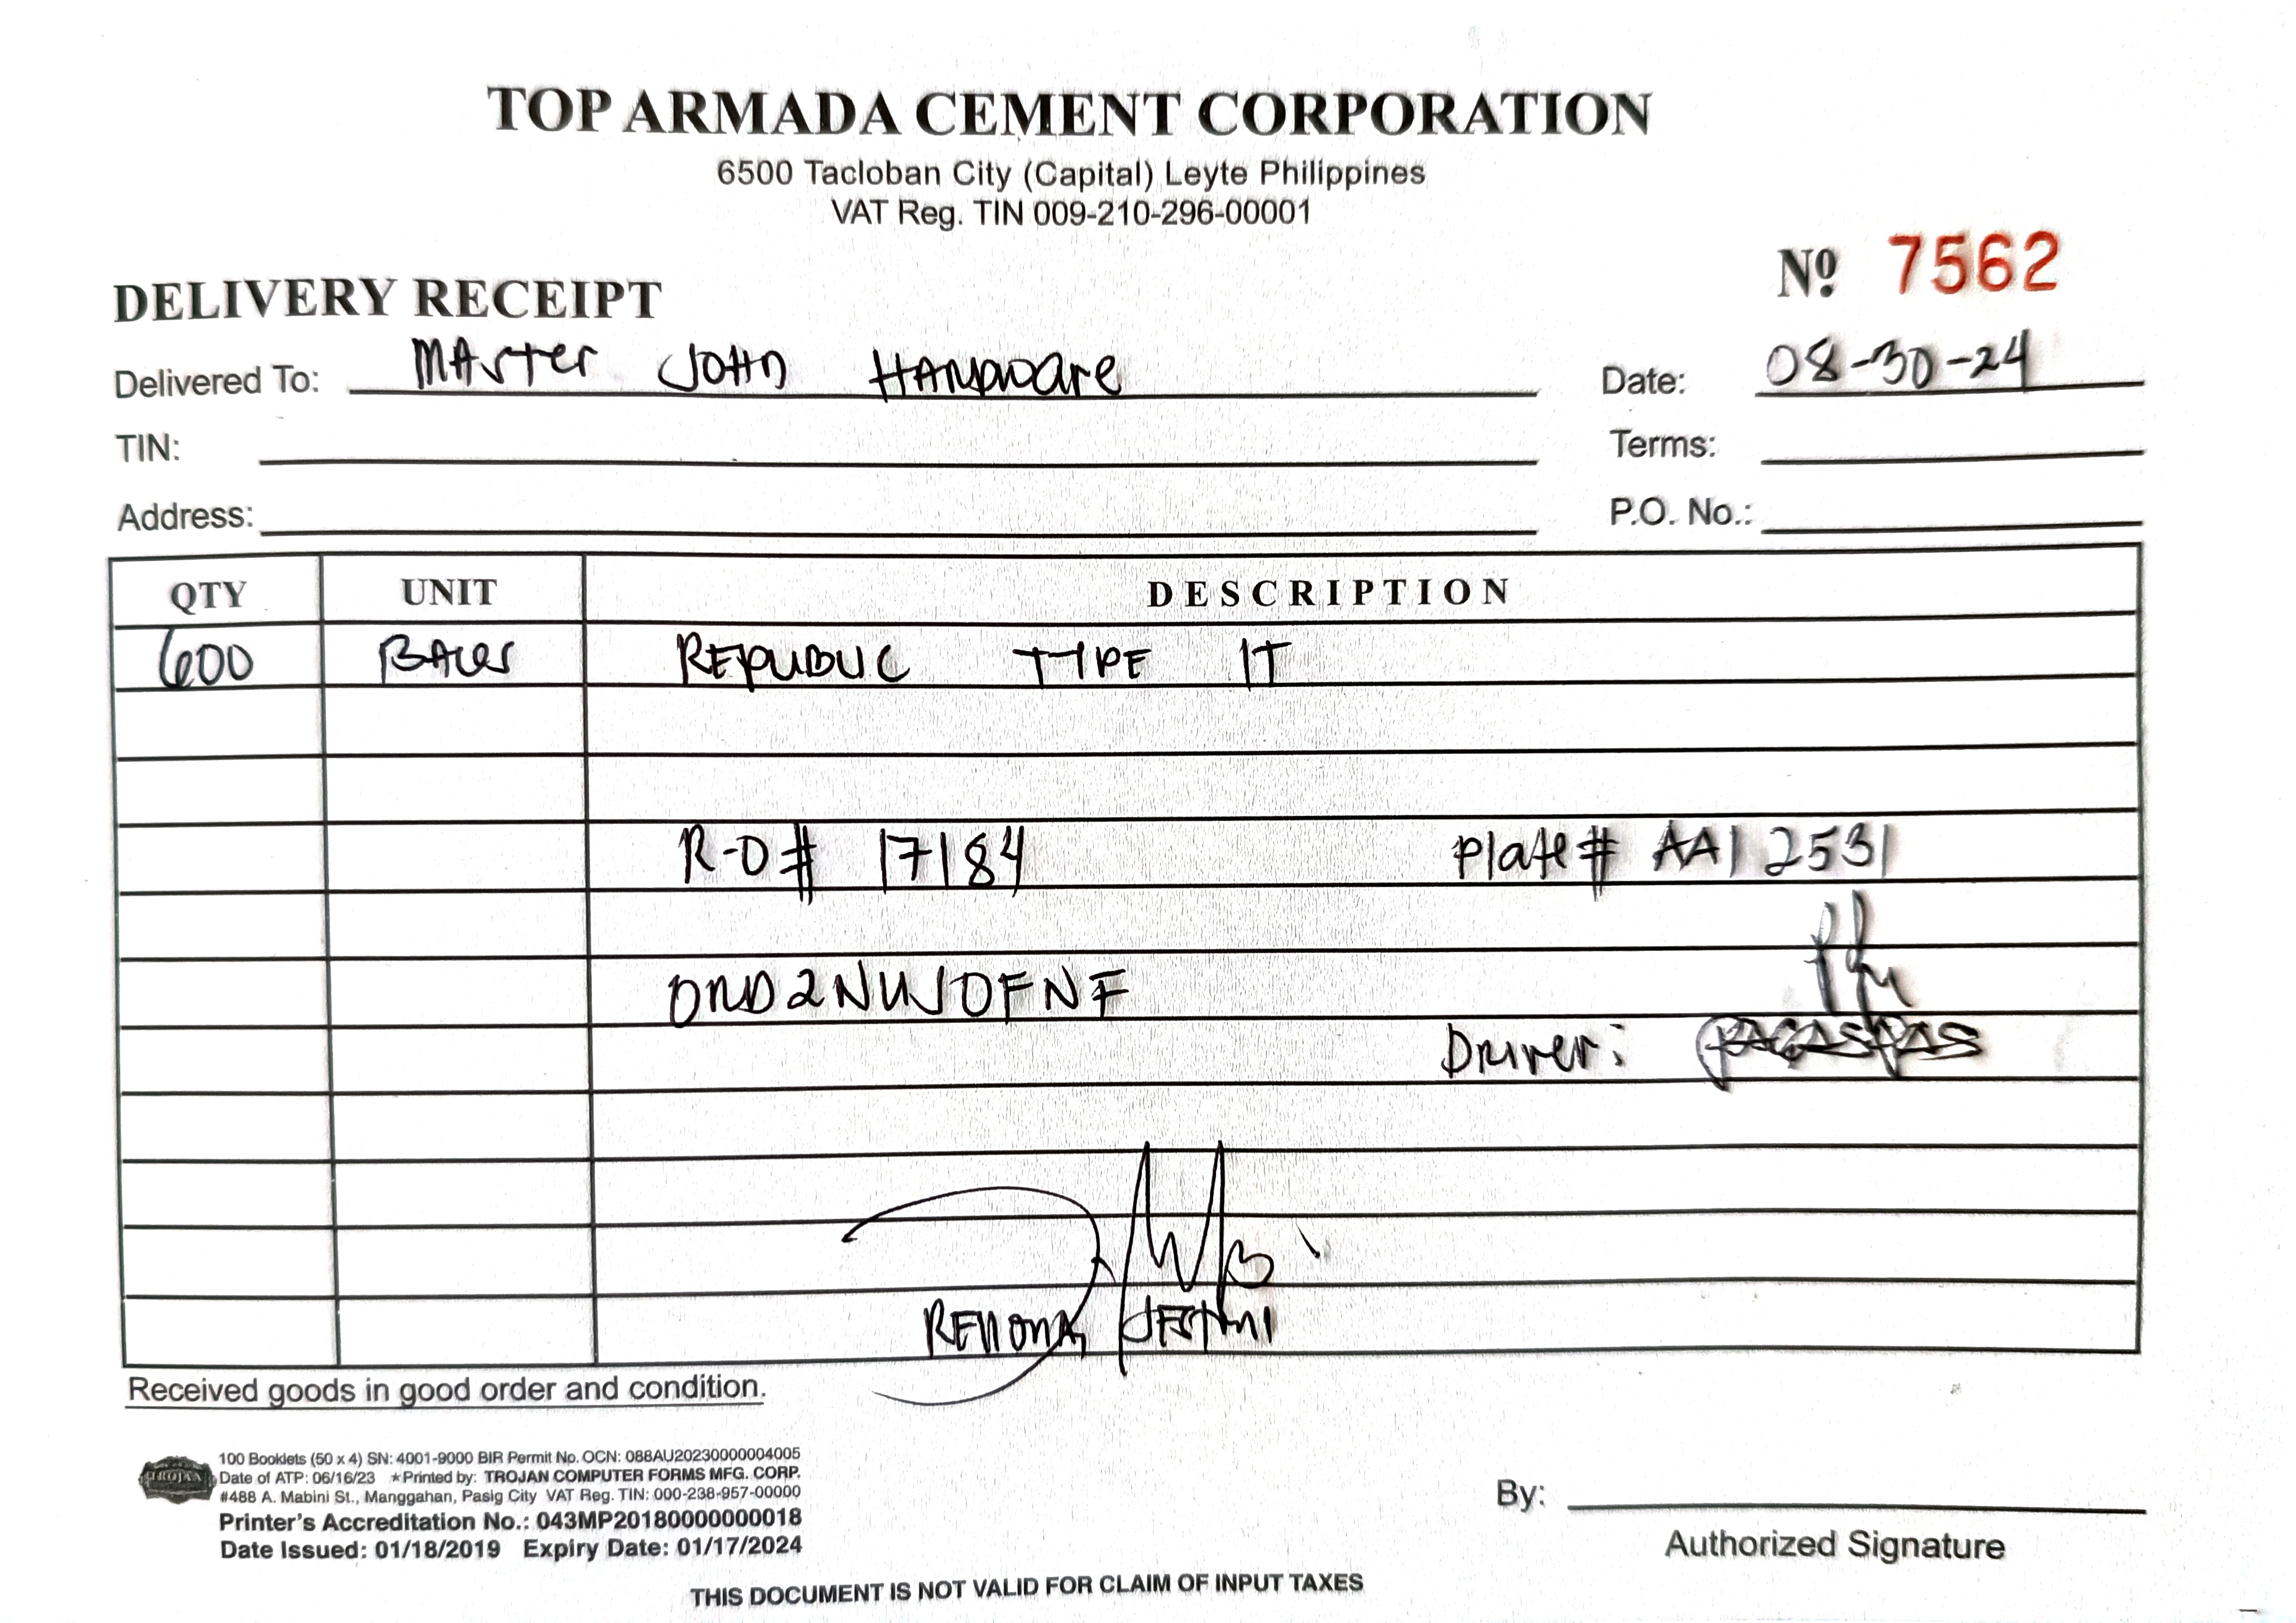 TOP ARMADA CEMENT CORPORATION
6500 Tacloban City (Capital) Leyte Philippines
VAT Reg. TIN 009-210-296-00001
Nº 7562
DELIVERY RECEIPT
Delivered To: Master John Hardware Date: 08-30-24
TIN: Terms:
Address: P.O. No.:
QTY UNIT DESCRIPTION
600 BAGS REPUBLIC TYPE 1T
R-O# 17184 Plate# AAI 2531
ORD2NWOFNF
Driver:
Received goods in good order and condition.
TROJAN
100 Booklets (50 x 4) SN: 4001-9000 BIR Permit No. OCN: 088AU20230000004005
Date of ATP: 06/16/23 *Printed by: TROJAN COMPUTER FORMS MFG. CORP.
#488 A. Mabini St., Manggahan, Pasig City VAT Reg. TIN: 000-238-957-00000
Printer's Accreditation No.: 043MP20180000000018
Date Issued: 01/18/2019 Expiry Date: 01/17/2024
By:
Authorized Signature
THIS DOCUMENT IS NOT VALID FOR CLAIM OF INPUT TAXES